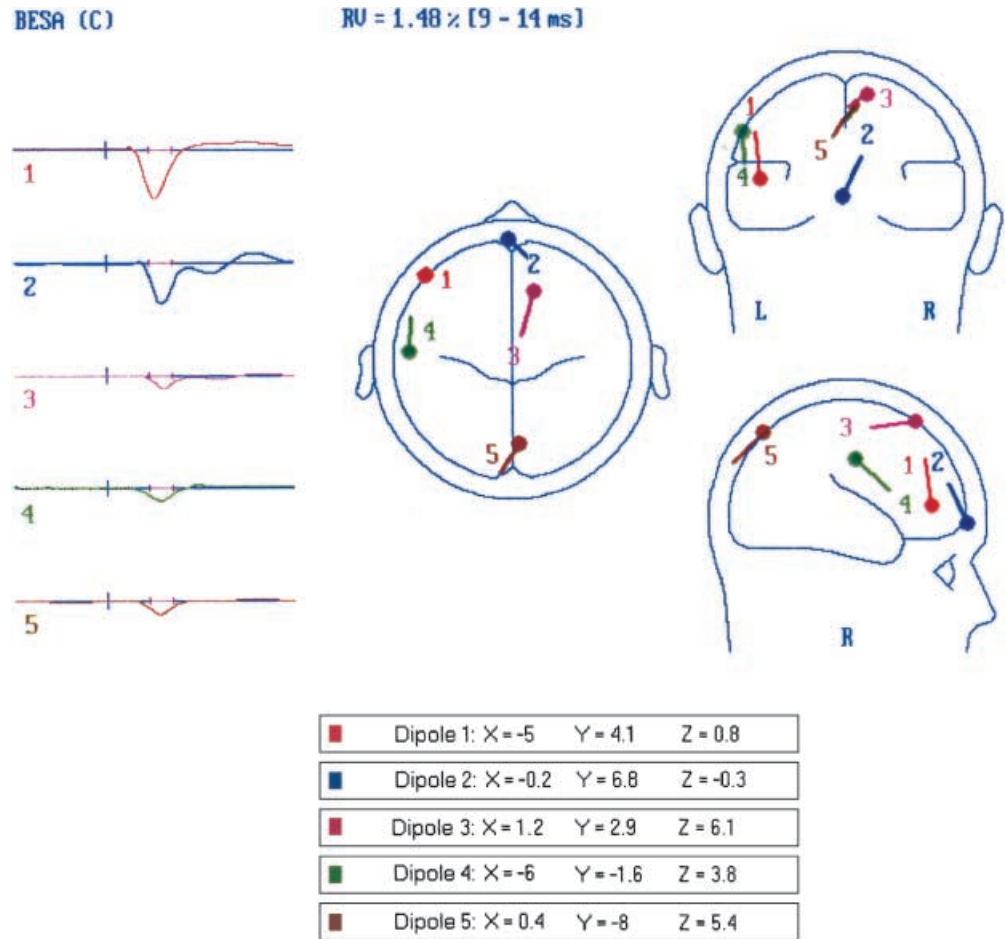 BESA (C)
RV = 1.48 % [9 - 14 ms]
1
2
3
4
5
1
2
3
4
5
1
2
3
4
5
L
R
1
2
3
4
5
R
Dipole 1: X = -5 Y = 4.1 Z = 0.8
Dipole 2: X = -0.2 Y = 6.8 Z = -0.3
Dipole 3: X = 1.2 Y = 2.9 Z = 6.1
Dipole 4: X = -6 Y = -1.6 Z = 3.8
Dipole 5: X = 0.4 Y = -8 Z = 5.4